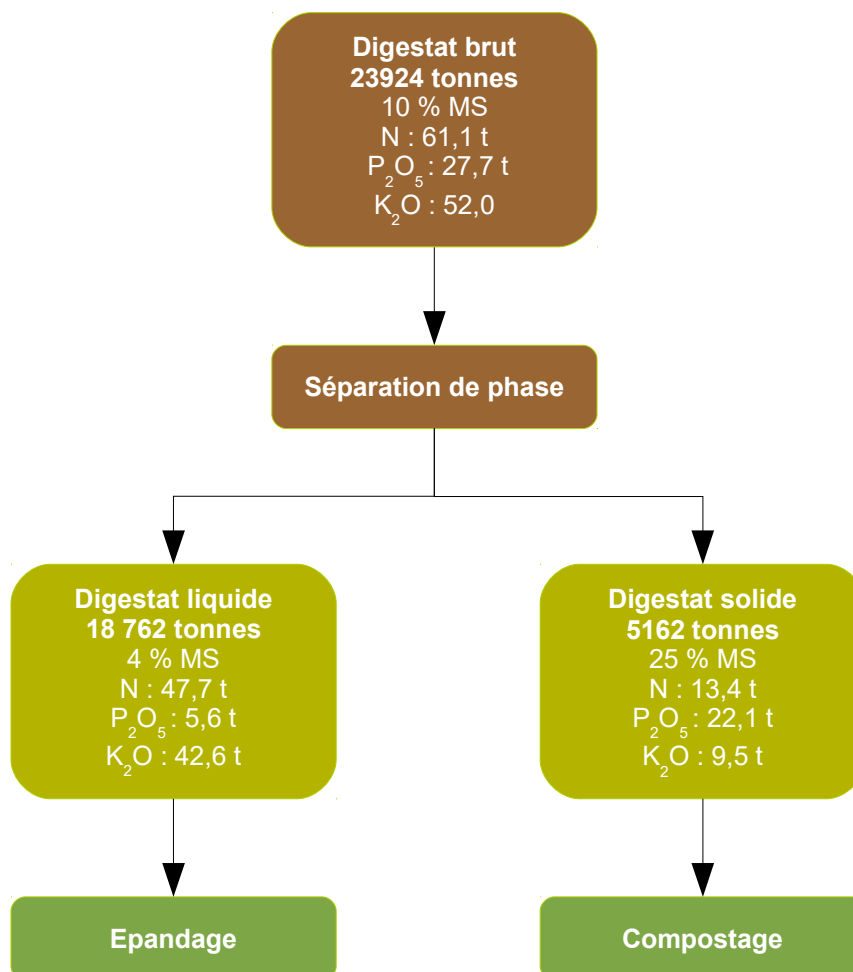 Digestat brut
23924 tonnes
10 % MS
N : 61,1 t
P₂O₅ : 27,7 t
K₂O : 52,0
Séparation de phase
Digestat liquide
18 762 tonnes
4 % MS
N : 47,7 t
P₂O₅ : 5,6 t
K₂O : 42,6 t
Digestat solide
5162 tonnes
25 % MS
N : 13,4 t
P₂O₅ : 22,1 t
K₂O : 9,5 t
Epandage
Compostage